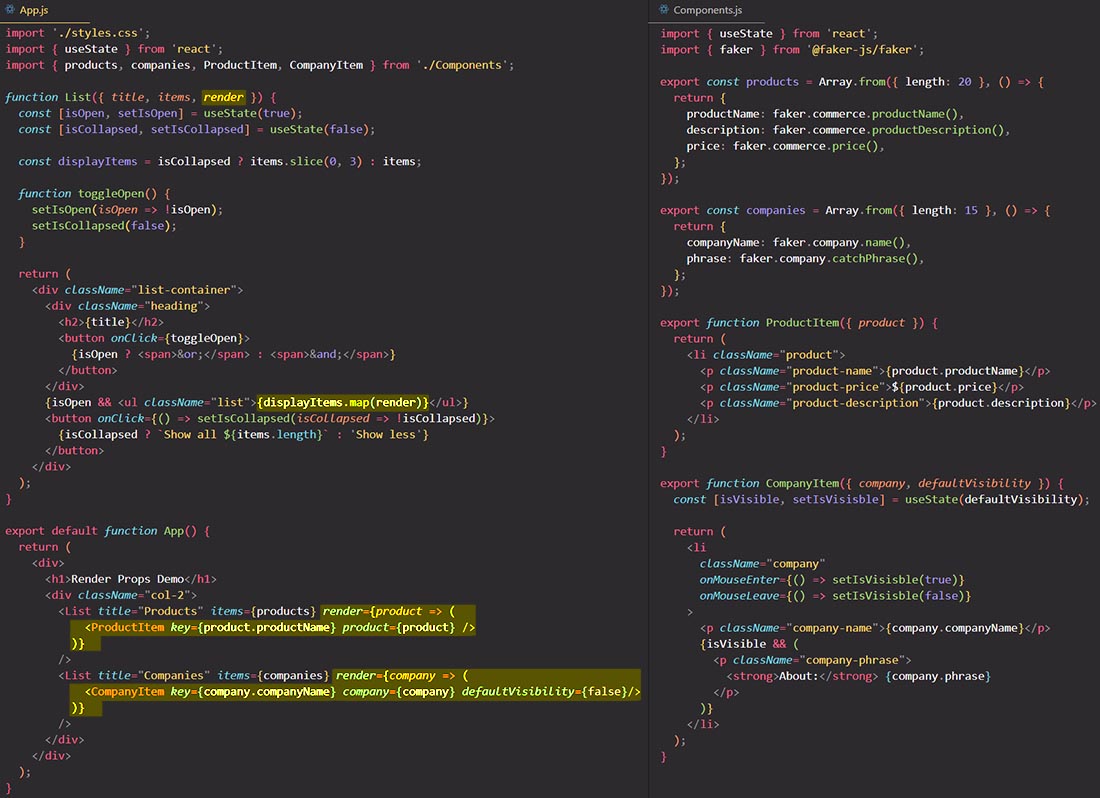 App.js
import './styles.css';
import { useState } from 'react';
import { products, companies, ProductItem, CompanyItem } from './Components';
function List({ title, items, render }) {
const [isOpen, setIsOpen] = useState(true);
const [isCollapsed, setIsCollapsed] = useState(false);
const displayItems = isCollapsed ? items.slice(0, 3) : items;
function toggleOpen() {
setIsOpen(isOpen => !isOpen);
setIsCollapsed(false);
}
return (
<div className="list-container">
<div className="heading">
<h2>{title}</h2>
<button onClick={toggleOpen}>
{isOpen ? <span>&or;</span> : <span>&and;</span>}
</button>
</div>
{isOpen && <ul className="list">{displayItems.map(render)}</ul>}
<button onClick={() => setIsCollapsed(isCollapsed => !isCollapsed)}>
{isCollapsed ? `Show all ${items.length}` : 'Show less'}
</button>
</div>
);
}
export default function App() {
return (
<div>
<h1>Render Props Demo</h1>
<div className="col-2">
<List title="Products" items={products} render={product => (
<ProductItem key={product.productName} product={product} />
)}
/>
<List title="Companies" items={companies} render={company => (
<CompanyItem key={company.companyName} company={company} defaultVisibility={false}/>
)}
/>
</div>
</div>
);
}
Components.js
import { useState } from 'react';
import { faker } from '@faker-js/faker';
export const products = Array.from({ length: 20 }, () => {
return {
productName: faker.commerce.productName(),
description: faker.commerce.productDescription(),
price: faker.commerce.price(),
};
});
export const companies = Array.from({ length: 15 }, () => {
return {
companyName: faker.company.name(),
phrase: faker.company.catchPhrase(),
};
});
export function ProductItem({ product }) {
return (
<li className="product">
<p className="product-name">{product.productName}</p>
<p className="product-price">${product.price}</p>
<p className="product-description">{product.description}</p>
</li>
);
}
export function CompanyItem({ company, defaultVisibility }) {
const [isVisible, setIsVisisble] = useState(defaultVisibility);
return (
<li
className="company"
onMouseEnter={() => setIsVisisble(true)}
onMouseLeave={() => setIsVisisble(false)}
>
<p className="company-name">{company.companyName}</p>
{isVisible && (
<p className="company-phrase">
<strong>About:</strong> {company.phrase}
</p>
)}
</li>
);
}